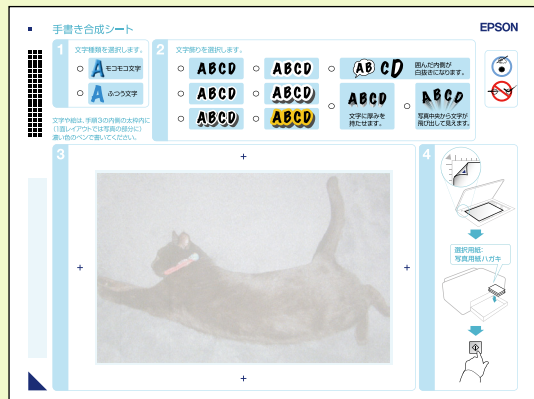 手書き合成シート
EPSON
1 文字種類を選択します。
A モコモコ文字
A ふつう文字
文字や絵は、手順3の内側の太枠内に
(1面レイアウトでは写真の部分に)
濃い色のペンで書いてください。
2 文字飾りを選択します。
ABCD ABCD AB CD 囲んだ内側が
白抜きになります。
ABCD ABCD
ABCD ABCD
ABCD
文字に厚みを
持たせます。
ABCD
写真中央から文字が
飛び出して見えます。
3
4
選択用紙:
写真用紙ハガキ